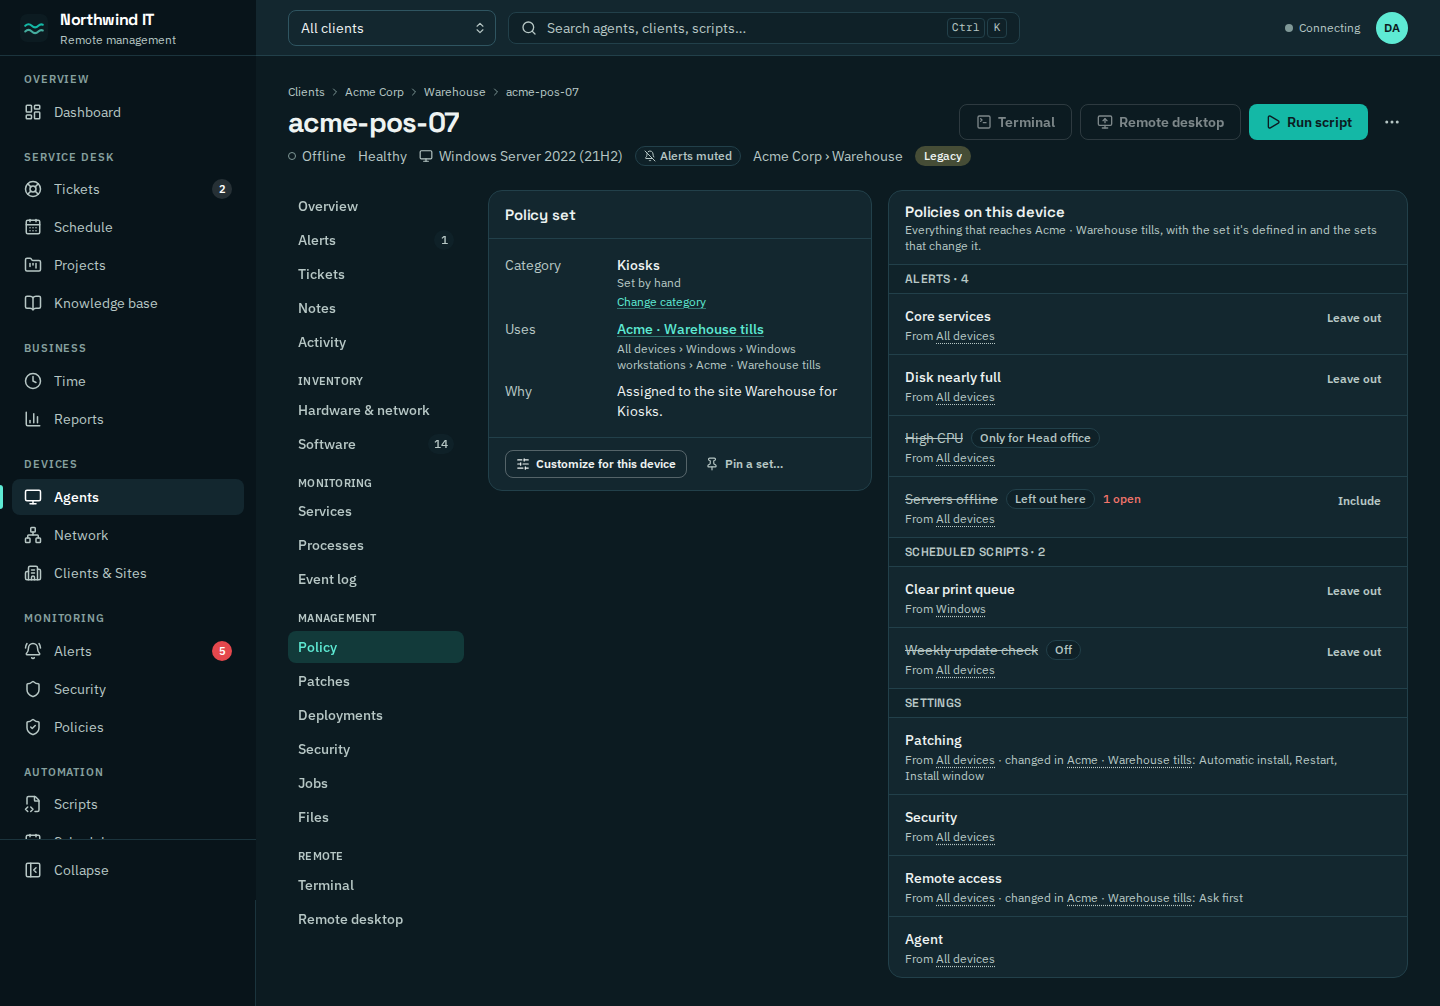 Northwind IT
Remote management
All clients
Search agents, clients, scripts...
Ctrl K
Connecting
DA
OVERVIEW
Dashboard
SERVICE DESK
Tickets 2
Schedule
Projects
Knowledge base
BUSINESS
Time
Reports
DEVICES
Agents
Network
Clients & Sites
MONITORING
Alerts 5
Security
Policies
AUTOMATION
Scripts
Collapse
Clients > Acme Corp > Warehouse > acme-pos-07
acme-pos-07
Terminal
Remote desktop
Run script
Offline Healthy Windows Server 2022 (21H2) Alerts muted Acme Corp › Warehouse Legacy
Overview
Alerts 1
Tickets
Notes
Activity
INVENTORY
Hardware & network
Software 14
MONITORING
Services
Processes
Event log
MANAGEMENT
Policy
Patches
Deployments
Security
Jobs
Files
REMOTE
Terminal
Remote desktop
Policy set
Category Kiosks
Set by hand
Change category
Uses Acme · Warehouse tills
All devices › Windows › Windows
workstations › Acme · Warehouse tills
Why Assigned to the site Warehouse for
Kiosks.
Customize for this device
Pin a set...
Policies on this device
Everything that reaches Acme · Warehouse tills, with the set it's defined in and the sets
that change it.
ALERTS · 4
Core services
From All devices
Leave out
Disk nearly full
From All devices
Leave out
High CPU Only for Head office
From All devices
Servers offline Left out here 1 open
From All devices
Include
SCHEDULED SCRIPTS · 2
Clear print queue
From Windows
Leave out
Weekly update check Off
From All devices
Leave out
SETTINGS
Patching
From All devices · changed in Acme · Warehouse tills: Automatic install, Restart,
Install window
Security
From All devices
Remote access
From All devices · changed in Acme · Warehouse tills: Ask first
Agent
From All devices